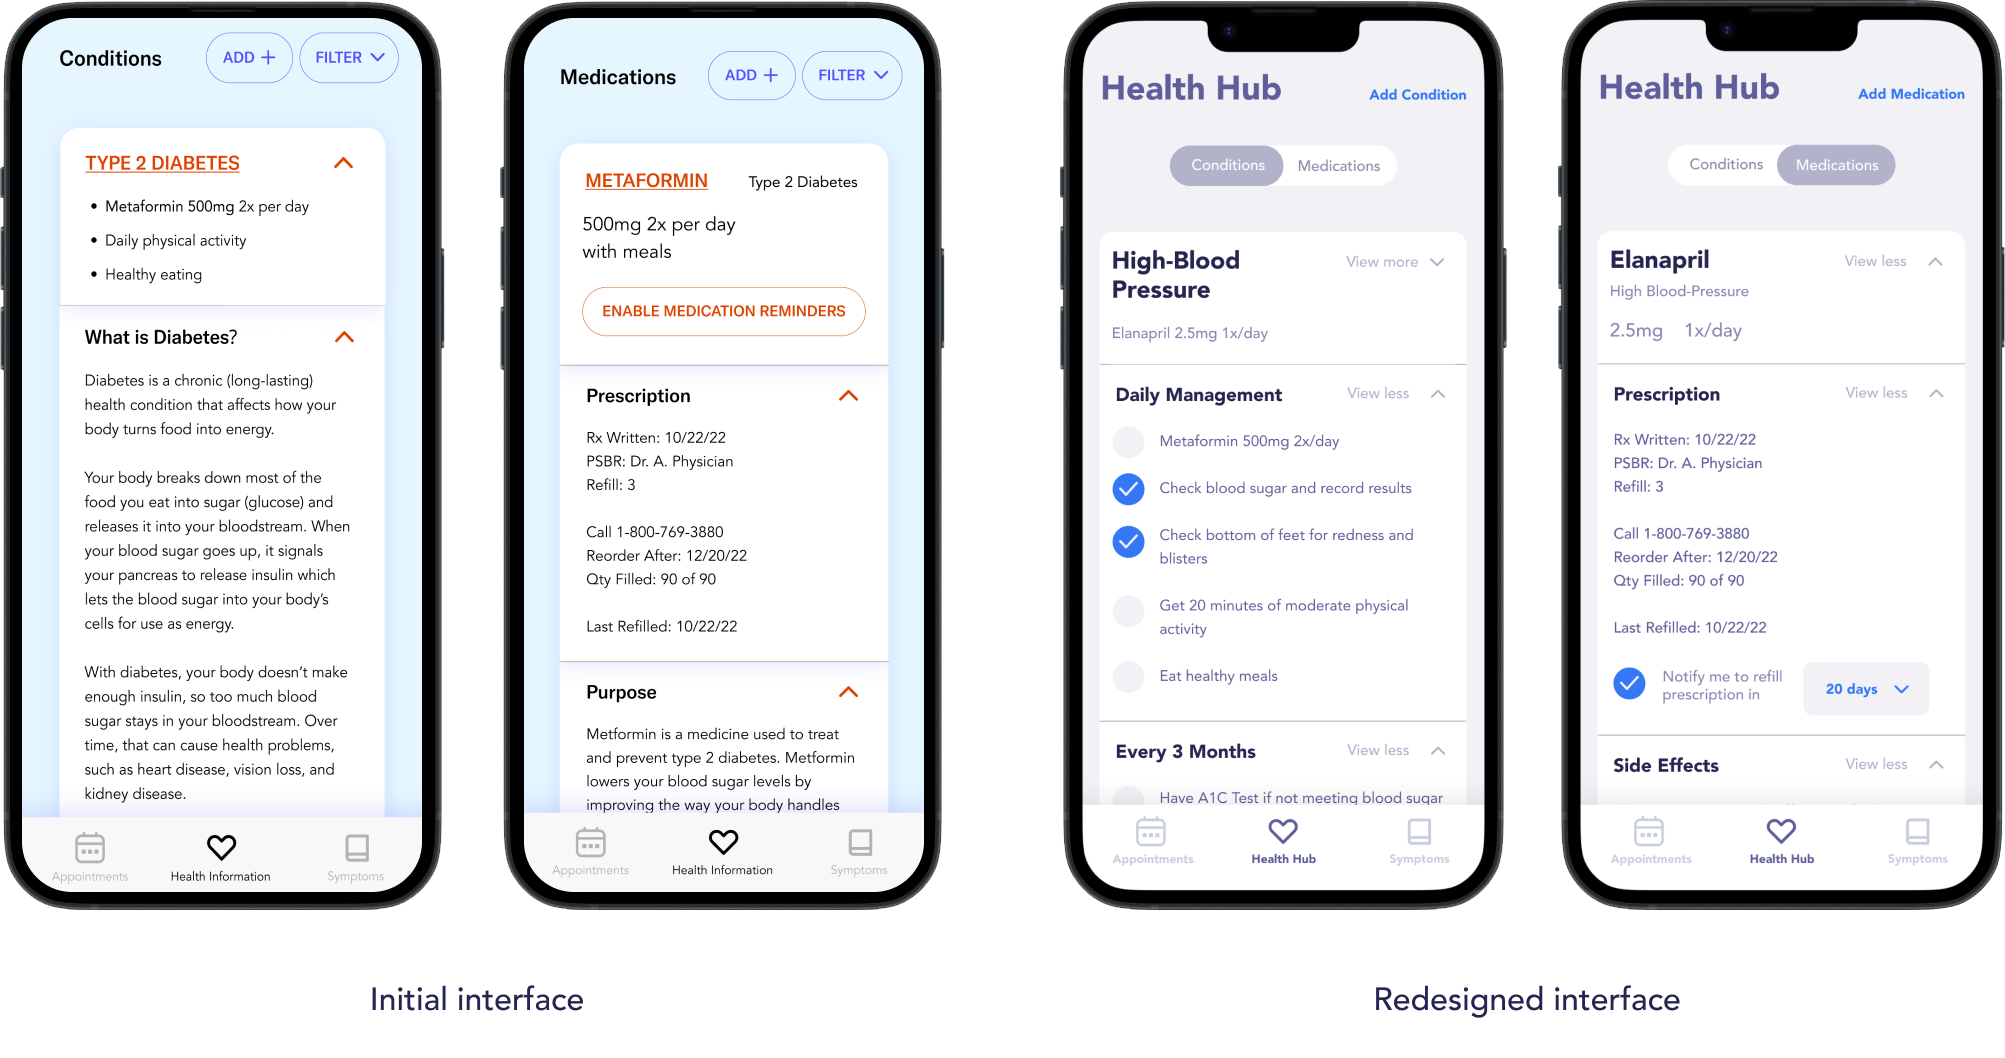 Conditions
ADD +
FILTER
TYPE 2 DIABETES
• Metaformin 500mg 2x per day
• Daily physical activity
• Healthy eating
What is Diabetes?
Diabetes is a chronic (long-lasting)
health condition that affects how your
body turns food into energy.
Your body breaks down most of the
food you eat into sugar (glucose) and
releases it into your bloodstream. When
your blood sugar goes up, it signals
your pancreas to release insulin which
lets the blood sugar into your body's
cells for use as energy.
With diabetes, your body doesn't make
enough insulin, so too much blood
sugar stays in your bloodstream. Over
time, that can cause health problems,
such as heart disease, vision loss, and
kidney disease.
Appointments
Health Information
Symptoms
Medications
ADD +
FILTER
METAFORMIN
Type 2 Diabetes
500mg 2x per day
with meals
ENABLE MEDICATION REMINDERS
Prescription
Rx Written: 10/22/22
PSBR: Dr. A. Physician
Refill: 3
Call 1-800-769-3880
Reorder After: 12/20/22
Qty Filled: 90 of 90
Last Refilled: 10/22/22
Purpose
Metformin is a medicine used to treat
and prevent type 2 diabetes. Metformin
lowers your blood sugar levels by
improving the way your body handles
Appointments
Health Information
Symptoms
Initial interface
Health Hub
Add Condition
Conditions
Medications
High-Blood
Pressure
View more
Elanapril 2.5mg 1x/day
Daily Management
View less
Metaformin 500mg 2x/day
Check blood sugar and record results
Check bottom of feet for redness and
blisters
Get 20 minutes of moderate physical
activity
Eat healthy meals
Every 3 Months
View less
Have A1C Test if not meeting blood sugar
Appointments
Health Hub
Symptoms
Health Hub
Add Medication
Conditions
Medications
Elanapril
View less
High Blood-Pressure
2.5mg 1x/day
Prescription
View less
Rx Written: 10/22/22
PSBR: Dr. A. Physician
Refill: 3
Call 1-800-769-3880
Reorder After: 12/20/22
Qty Filled: 90 of 90
Last Refilled: 10/22/22
Notify me to refill
prescription in
20 days
Side Effects
View less
Appointments
Health Hub
Symptoms
Redesigned interface